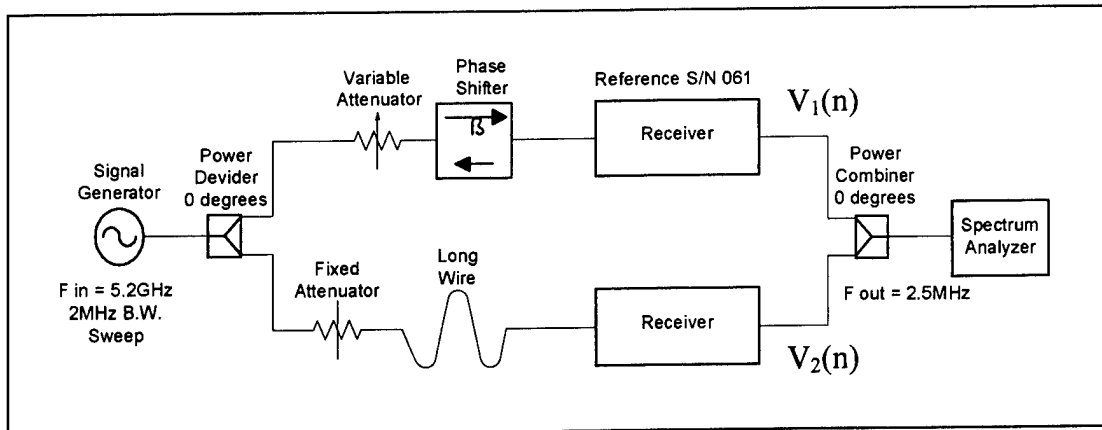 Signal
Generator
F in = 5.2GHz
2MHz B.W.
Sweep
Power
Devider
0 degrees
Variable
Attenuator
Phase
Shifter
ß
Reference S/N 061
Receiver
V₁(n)
Fixed
Attenuator
Long
Wire
Receiver
V₂(n)
Power
Combiner
0 degrees
F out = 2.5MHz
Spectrum
Analyzer